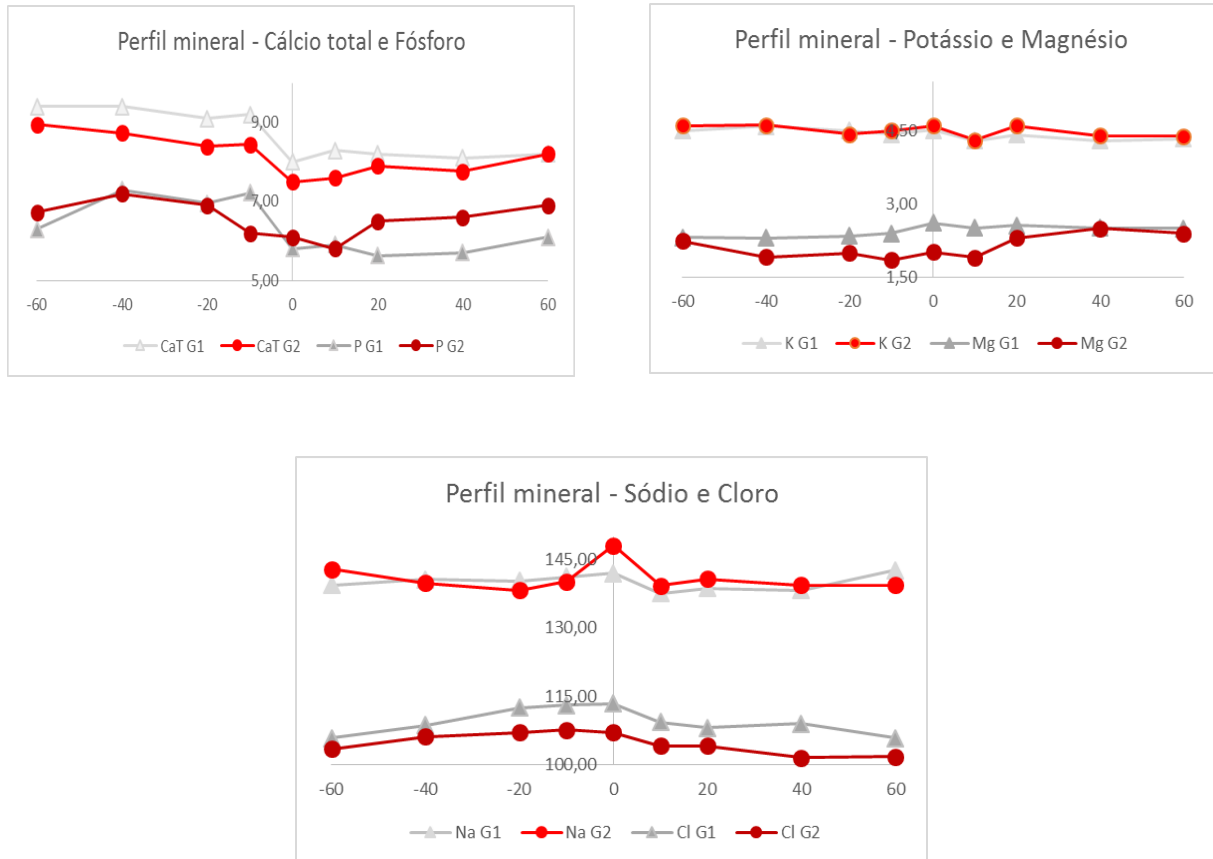 Perfil mineral - Cálcio total e Fósforo
9,00
7,00
5,00
-60 -40 -20 0 20 40 60
CaT G1 CaT G2 P G1 P G2
Perfil mineral - Potássio e Magnésio
4,50
3,00
1,50
-60 -40 -20 0 20 40 60
K G1 K G2 Mg G1 Mg G2
Perfil mineral - Sódio e Cloro
145,00
130,00
115,00
100,00
-60 -40 -20 0 20 40 60
Na G1 Na G2 Cl G1 Cl G2